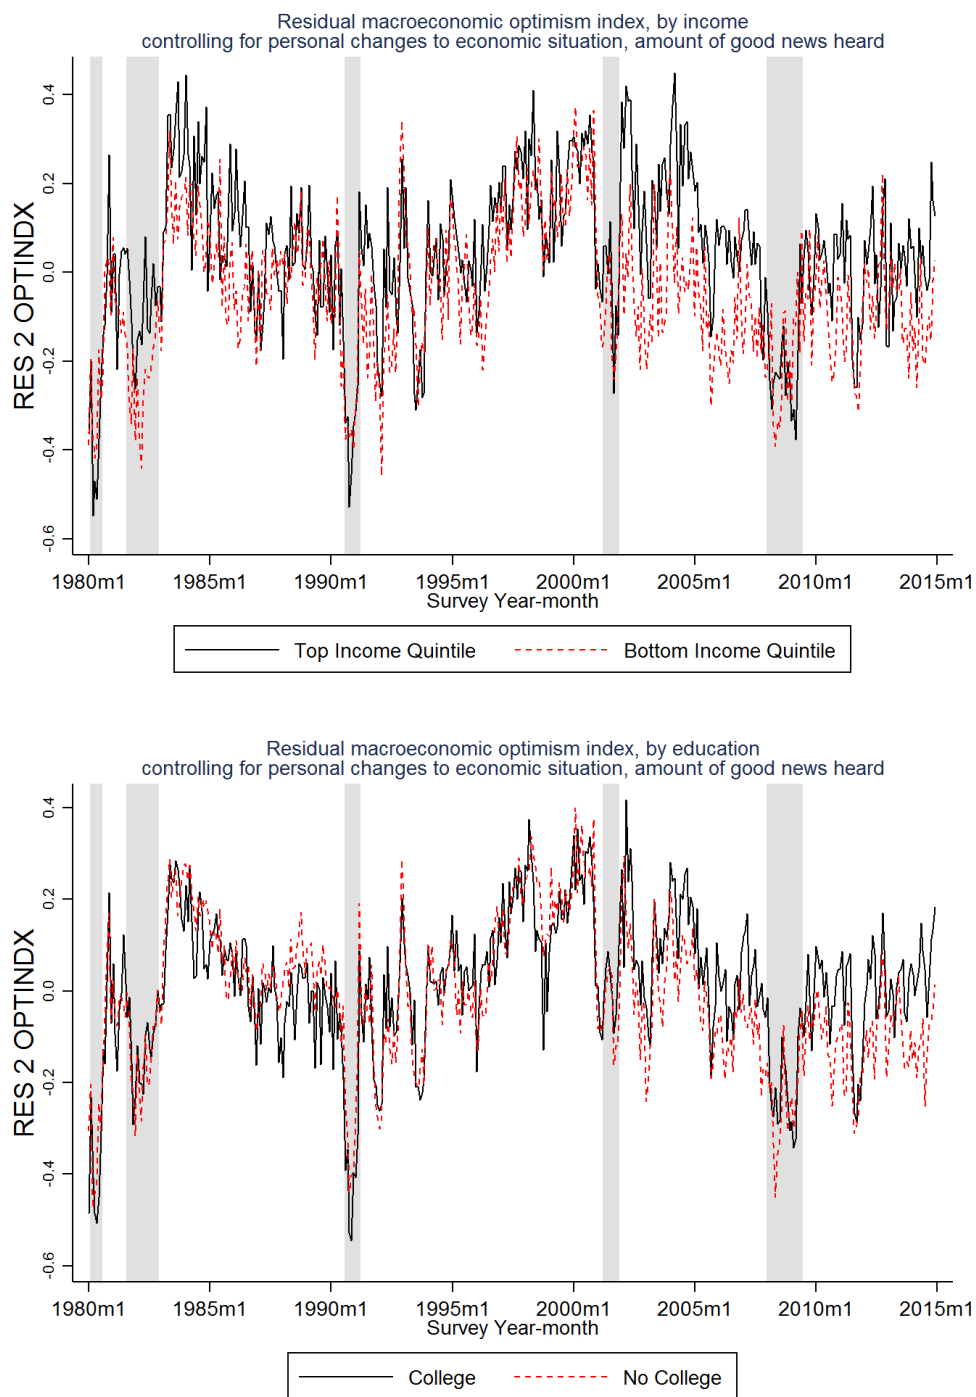 Residual macroeconomic optimism index, by income
controlling for personal changes to economic situation, amount of good news heard
RES 2 OPTINDX
0.4
0.2
0.0
-0.2
-0.4
-0.6
1980m1 1985m1 1990m1 1995m1 2000m1 2005m1 2010m1 2015m1
Survey Year-month
Top Income Quintile Bottom Income Quintile
Residual macroeconomic optimism index, by education
controlling for personal changes to economic situation, amount of good news heard
RES 2 OPTINDX
0.4
0.2
0.0
-0.2
-0.4
-0.6
1980m1 1985m1 1990m1 1995m1 2000m1 2005m1 2010m1 2015m1
Survey Year-month
College No College